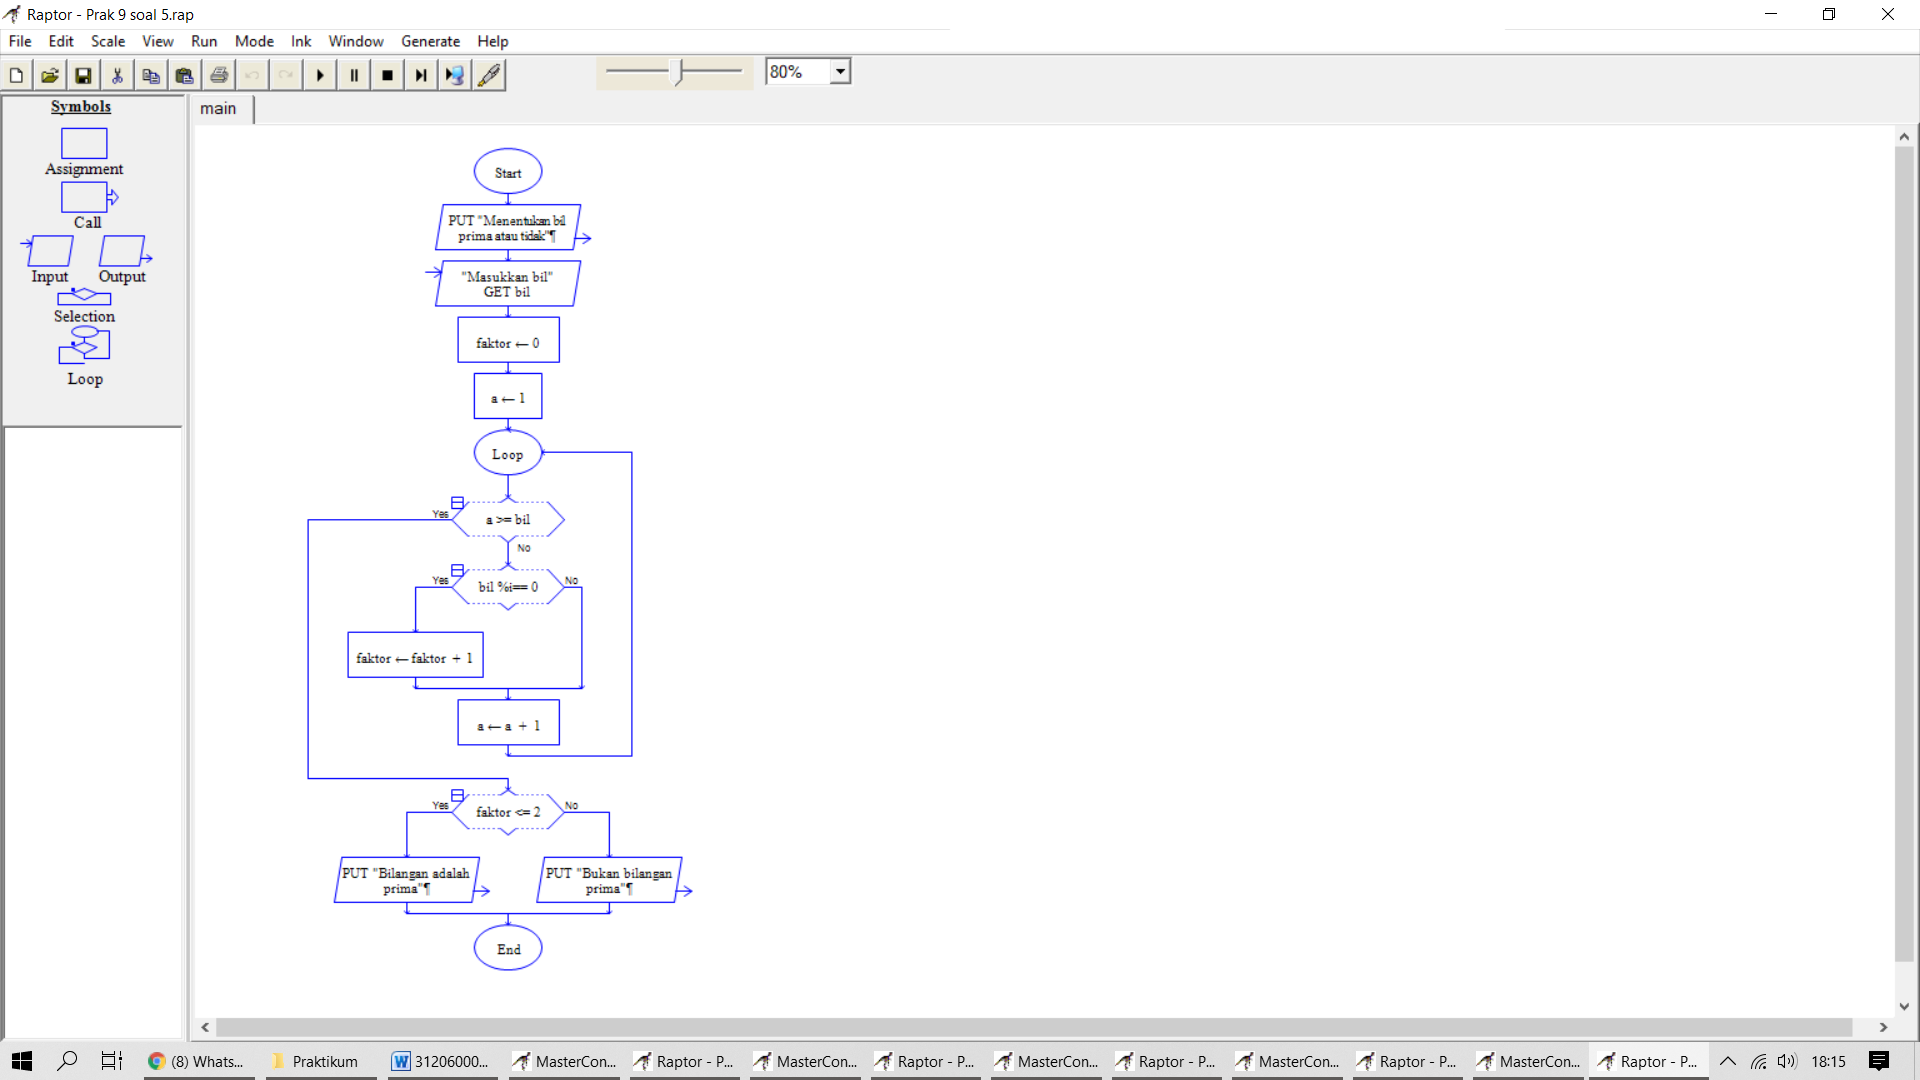 Raptor - Prak 9 soal 5.rap
File Edit Scale View Run Mode Ink Window Generate Help
80%
Symbols
Assignment
Call
Input Output
Selection
Loop
main
Start
PUT "Menentukan bil
prima atau tidak"¶
"Masukkan bil"
GET bil
faktor ← 0
a ← 1
Loop
Yes
a >= bil
No
Yes
bil %i== 0
No
faktor ← faktor + 1
a ← a + 1
Yes
faktor <= 2
No
PUT "Bilangan adalah
prima"¶
PUT "Bukan bilangan
prima"¶
End
(8) Whats... Praktikum 31206000... MasterCon... Raptor - P... MasterCon... Raptor - P... MasterCon... Raptor - P... MasterCon... Raptor - P... MasterCon... Raptor - P... 18:15